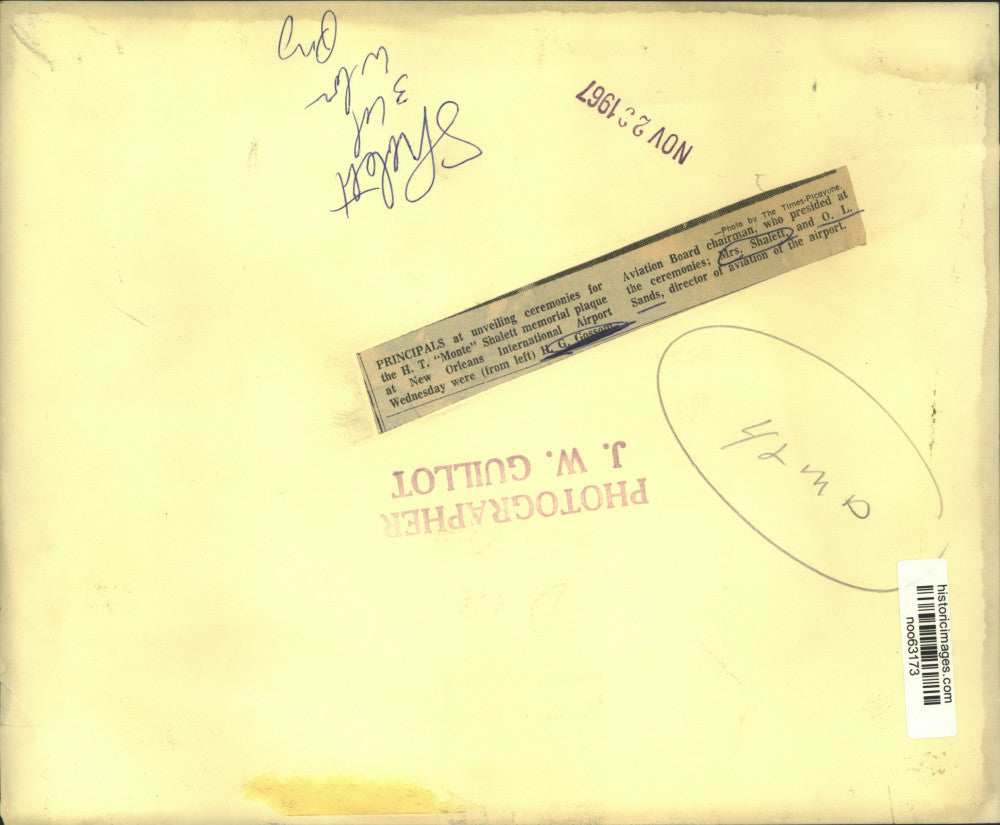 NOV 2 1967
PRINCIPALS at unveiling ceremonies for
the H. T. "Monte" Shalett memorial plaque
at New Orleans International Airport
Wednesday were (from left) H. G. Gossom,
—Photo by The Times-Picayune.
Aviation Board chairman, who presided at
the ceremonies; Mrs. Shalett, and O. L.
Sands, director of aviation of the airport.
PHOTOGRAPHER
J. W. GUILLOT
Shalett
3
historicimages.com
noo63173